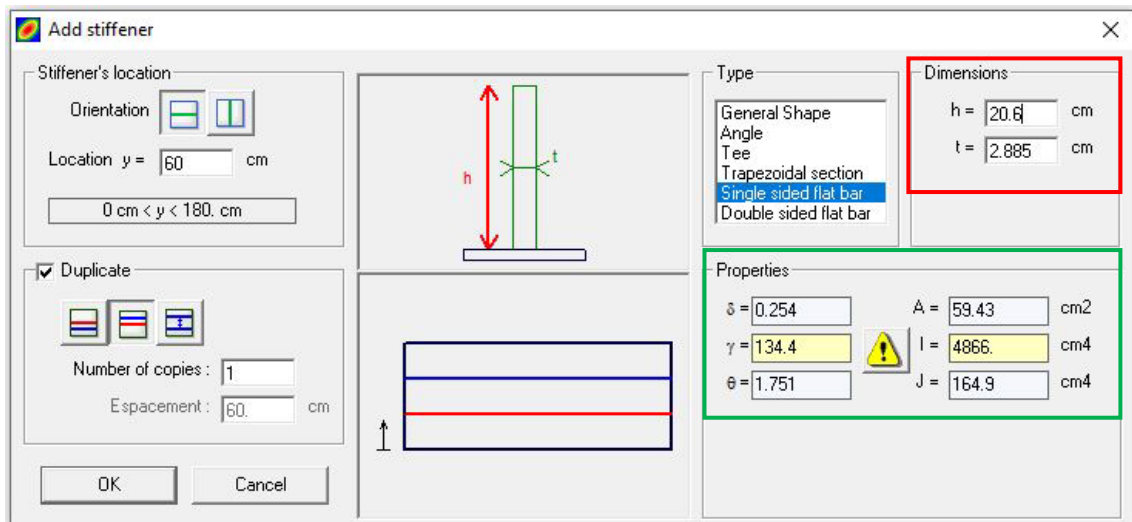 Add stiffener
Stiffener's location
Orientation
Location y = 60 cm
0 cm < y < 180. cm
Duplicate
Number of copies : 1
Espacement : 60. cm
OK Cancel
h
t
Type
General Shape
Angle
Tee
Trapezoidal section
Single sided flat bar
Double sided flat bar
Dimensions
h = 20.6 cm
t = 2.885 cm
Properties
δ = 0.254 A = 59.43 cm2
γ = 134.4 I = 4866. cm4
θ = 1.751 J = 164.9 cm4